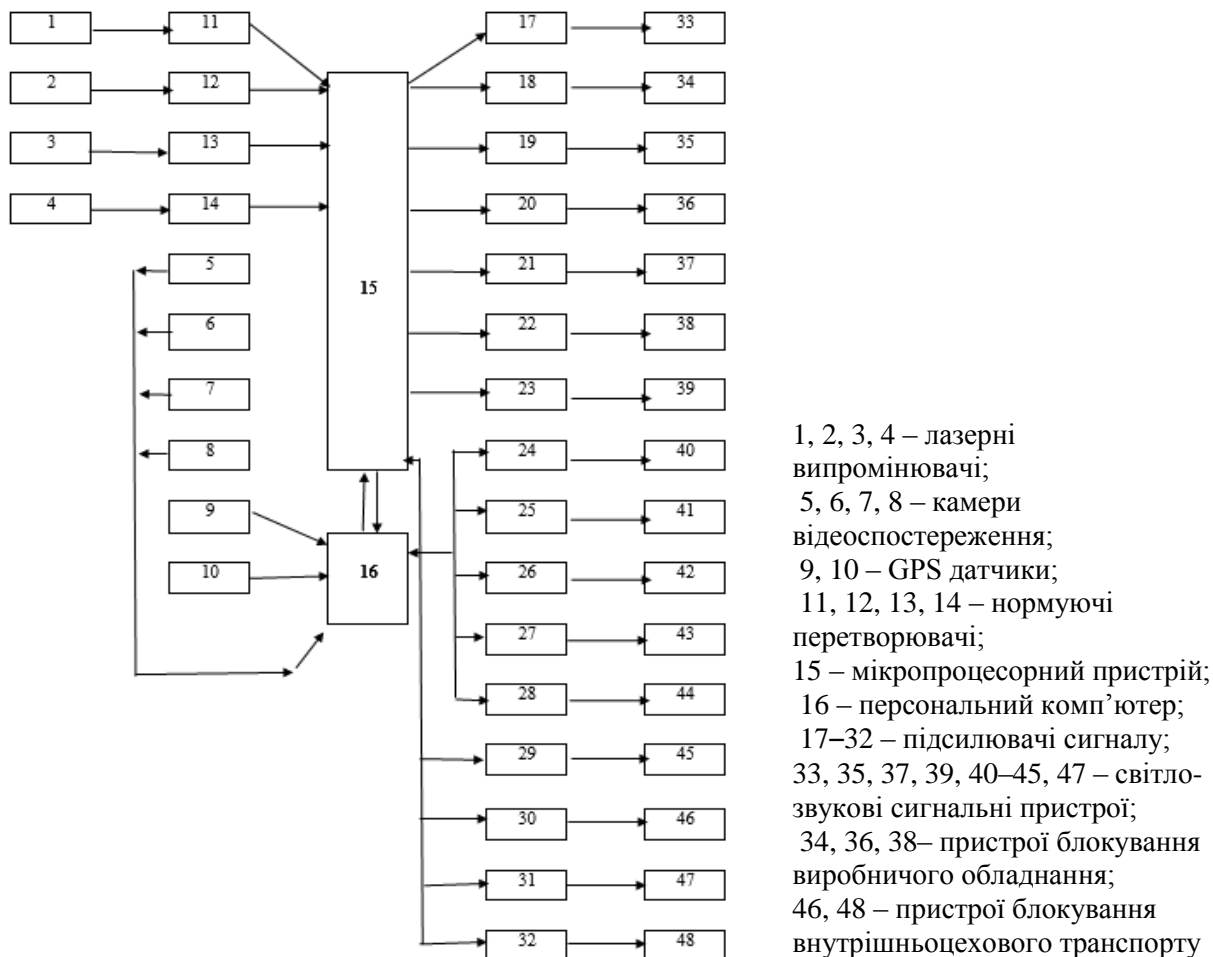 1 11 17 33
2 12 18 34
3 13 19 35
4 14 20 36
5 21 37
15
6 22 38
7 23 39
8 24 40
9 25 41
10 16 26 42
27 43
28 44
29 45
30 46
31 47
32 48
1, 2, 3, 4 – лазерні
випромінювачі;
5, 6, 7, 8 – камери
відеоспостереження;
9, 10 – GPS датчики;
11, 12, 13, 14 – нормуючі
перетворювачі;
15 – мікропроцесорний пристрій;
16 – персональний комп’ютер;
17–32 – підсилювачі сигналу;
33, 35, 37, 39, 40–45, 47 – світло-
звукові сигнальні пристрої;
34, 36, 38– пристрої блокування
виробничого обладнання;
46, 48 – пристрої блокування
внутрішньоцехового транспорту